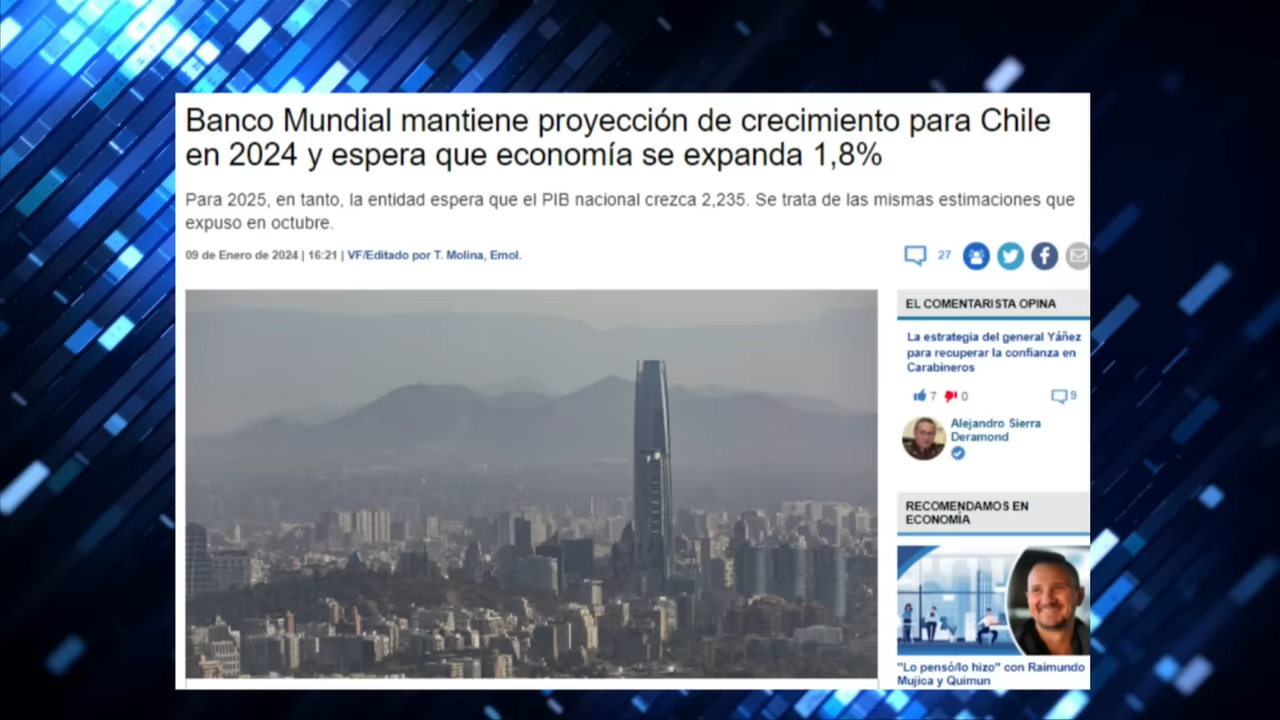 Banco Mundial mantiene proyección de crecimiento para Chile
en 2024 y espera que economía se expanda 1,8%
Para 2025, en tanto, la entidad espera que el PIB nacional crezca 2,235. Se trata de las mismas estimaciones que
expuso en octubre.
09 de Enero de 2024 | 16:21 | VF/Editado por T. Molina, Emol.
27
EL COMENTARISTA OPINA
La estrategia del general Yáñez
para recuperar la confianza en
Carabineros
7 0 9
Alejandro Sierra
Deramond
RECOMENDAMOS EN
ECONOMÍA
"Lo pensó/lo hizo" con Raimundo
Mujica y Quimun